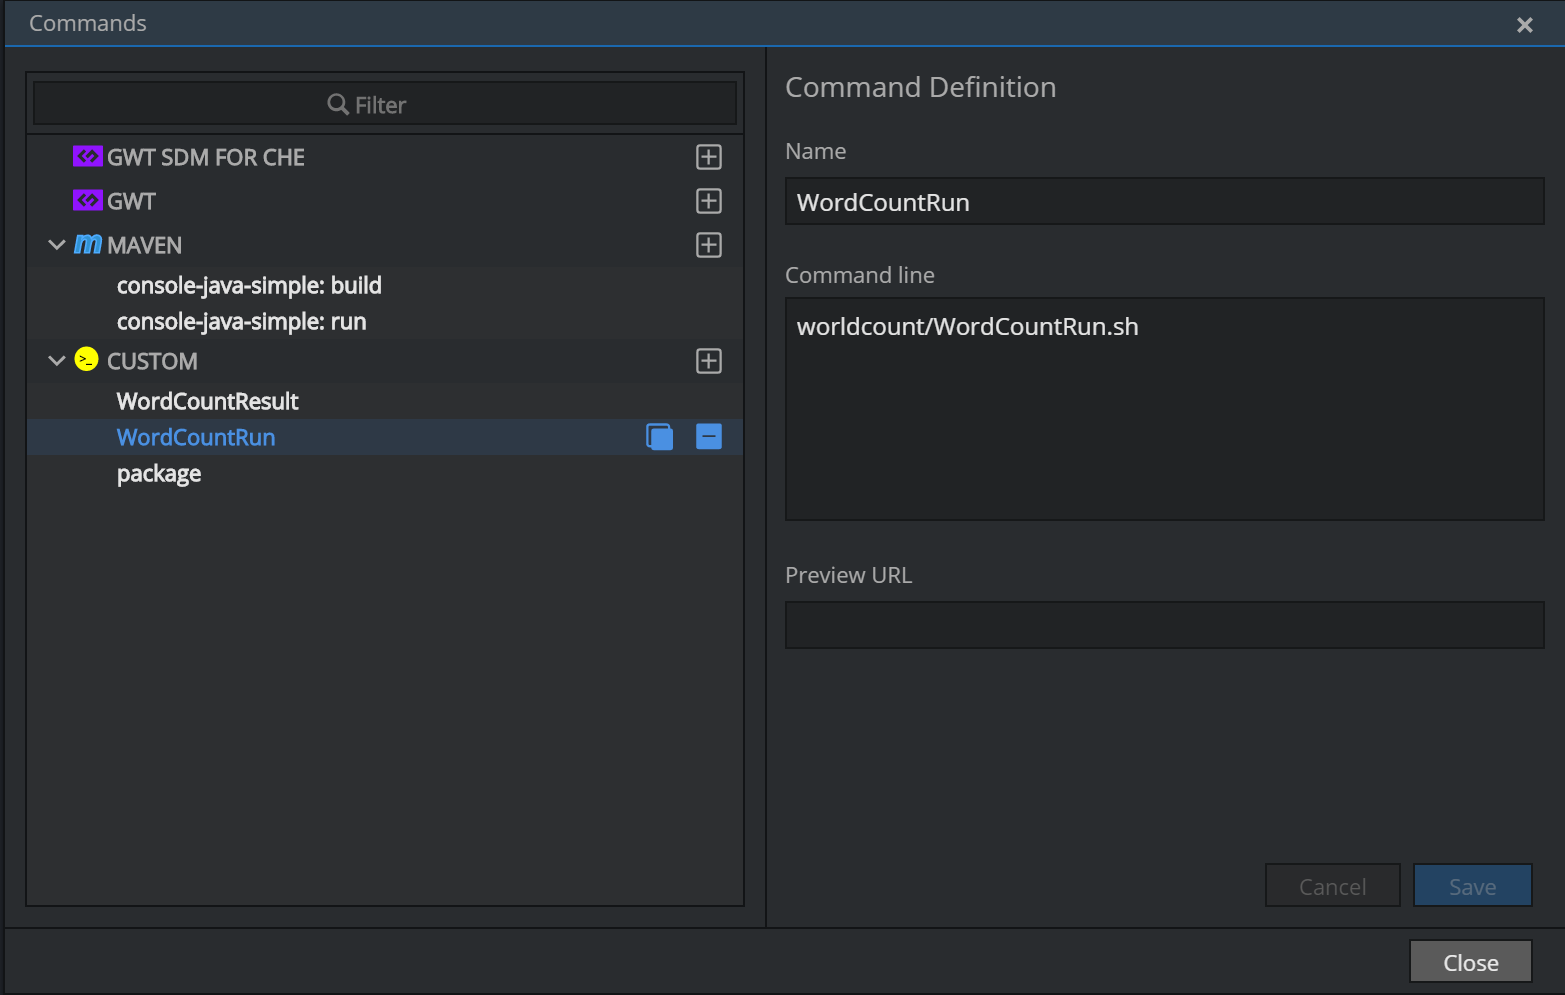 Commands
Filter
GWT SDM FOR CHE
GWT
m MAVEN
console-java-simple: build
console-java-simple: run
>_ CUSTOM
WordCountResult
WordCountRun
package
Command Definition
Name
WordCountRun
Command line
worldcount/WordCountRun.sh
Preview URL
Cancel
Save
Close